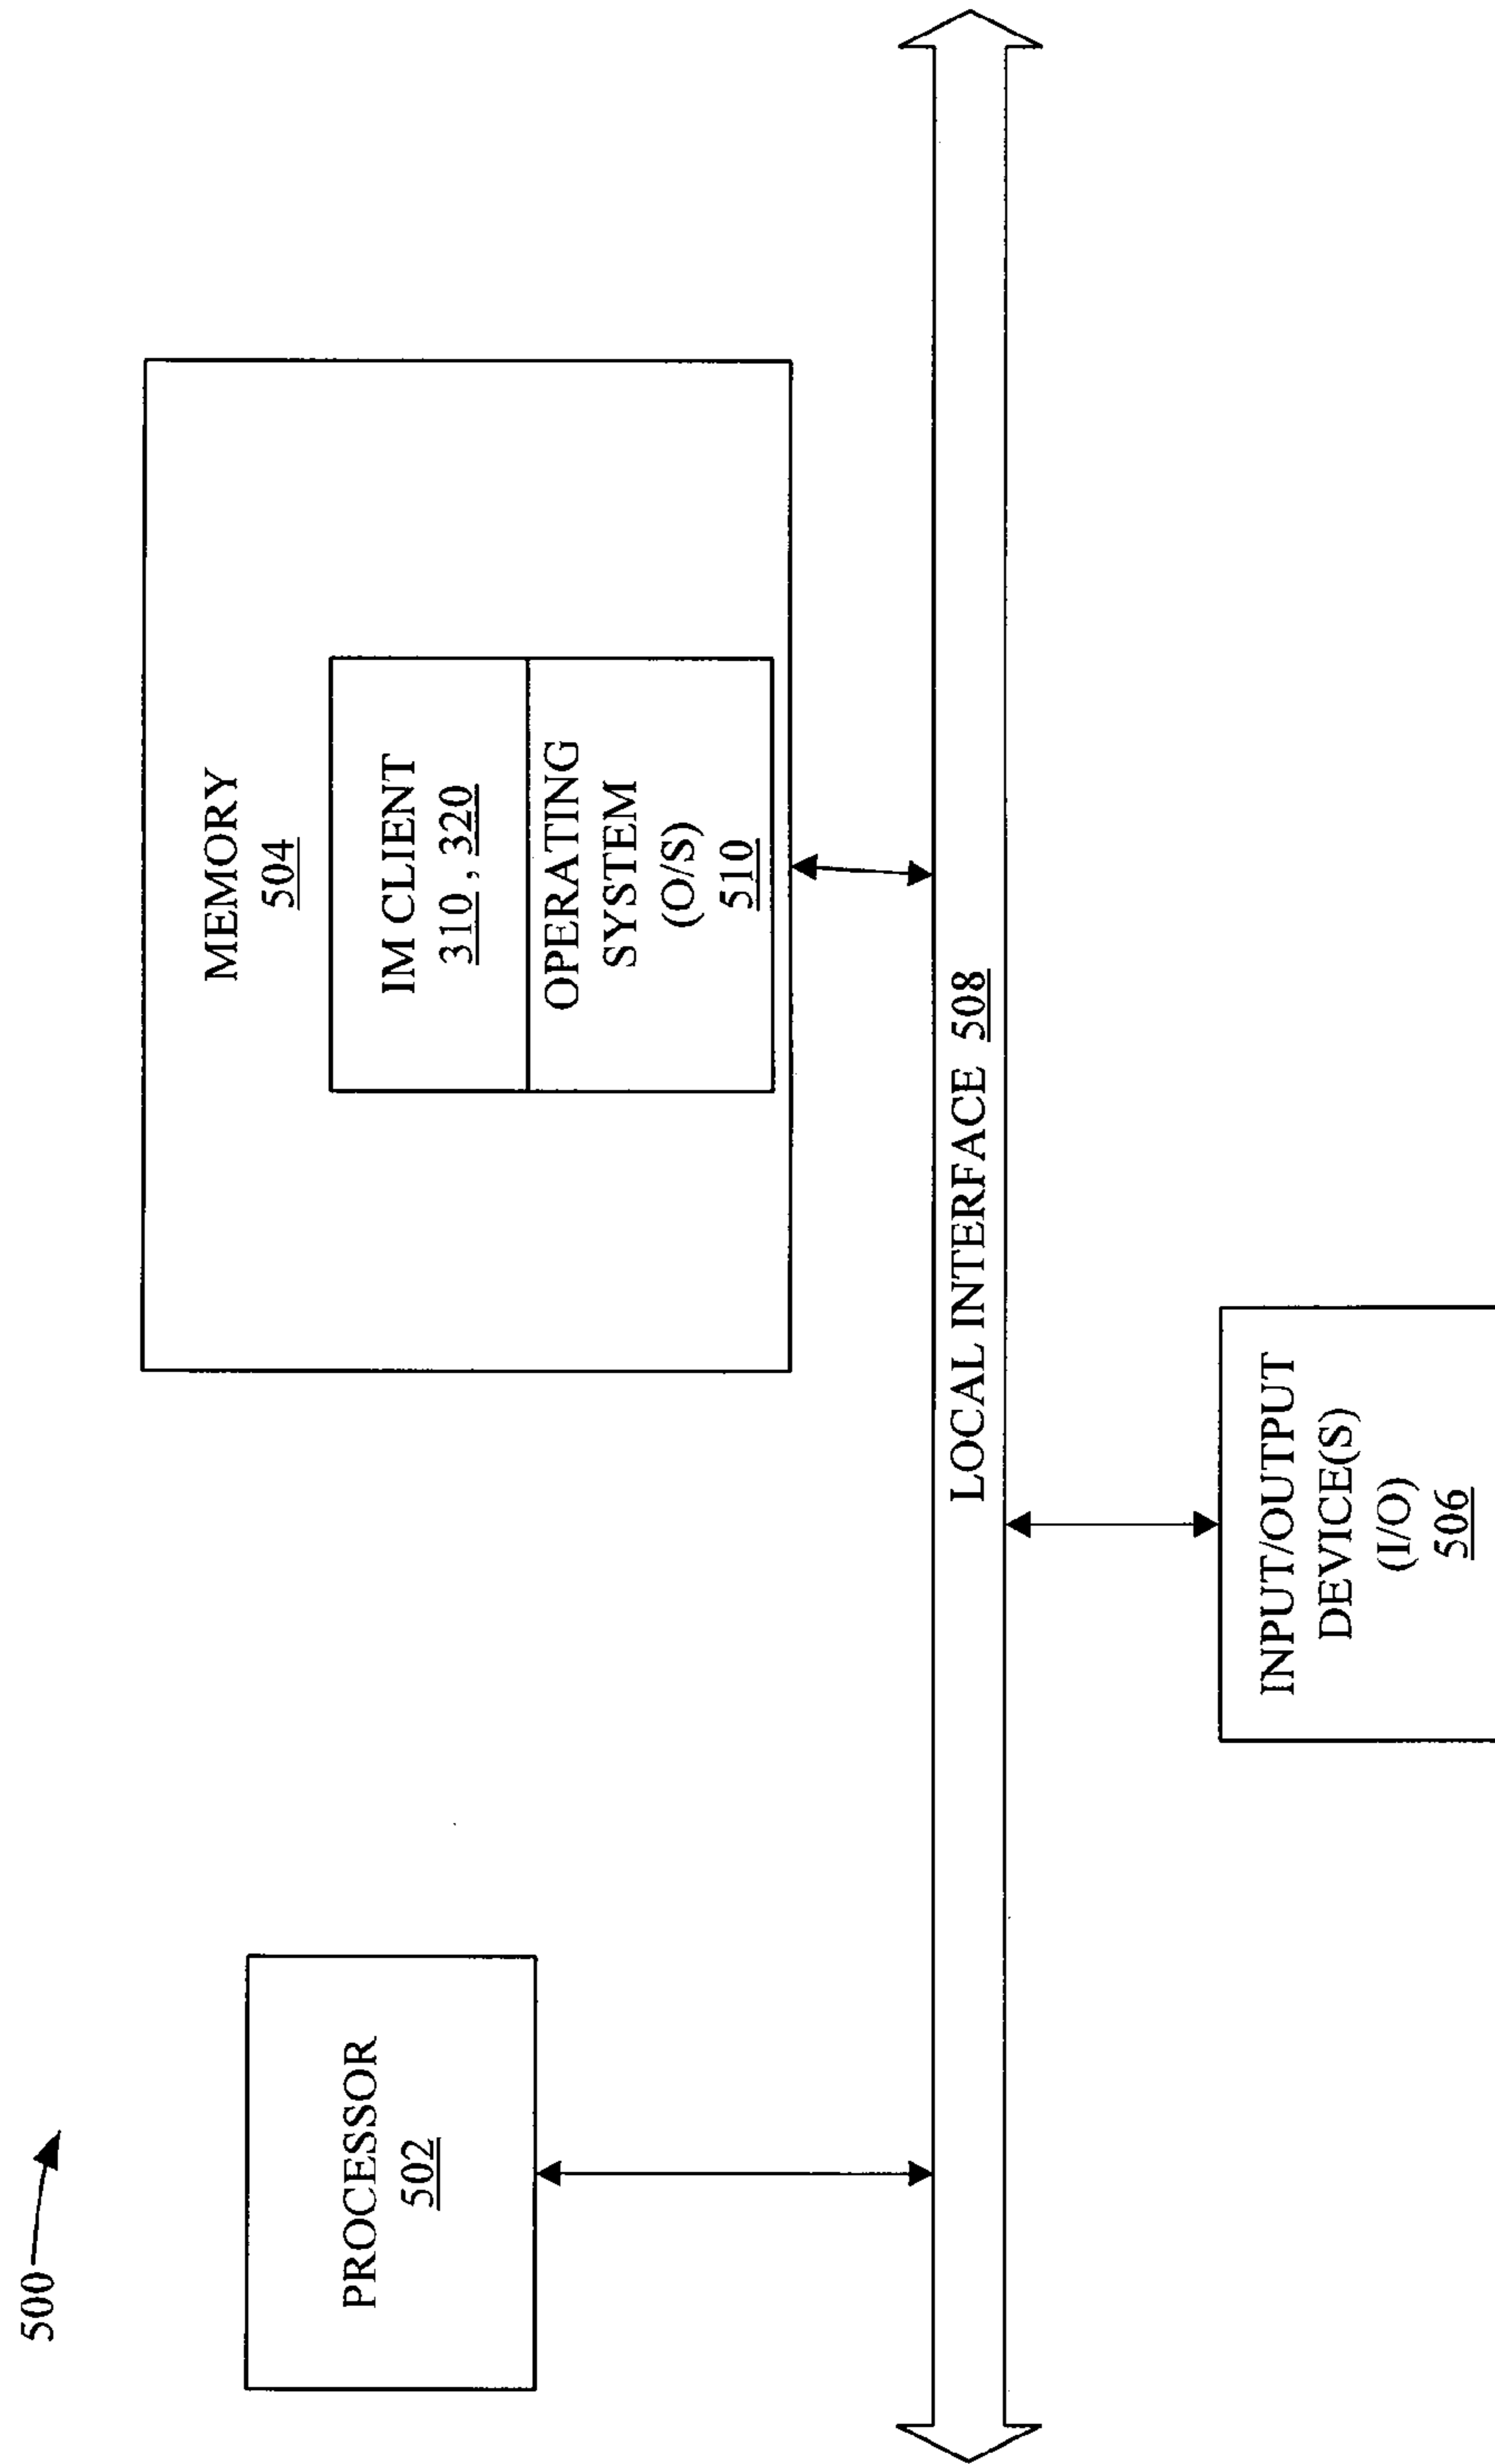 500
PROCESSOR
502
MEMORY
504
IM CLIENT
310, 320
OPERATING
SYSTEM
(O/S)
510
LOCAL INTERFACE 508
INPUT/OUTPUT
DEVICE(S)
(I/O)
506